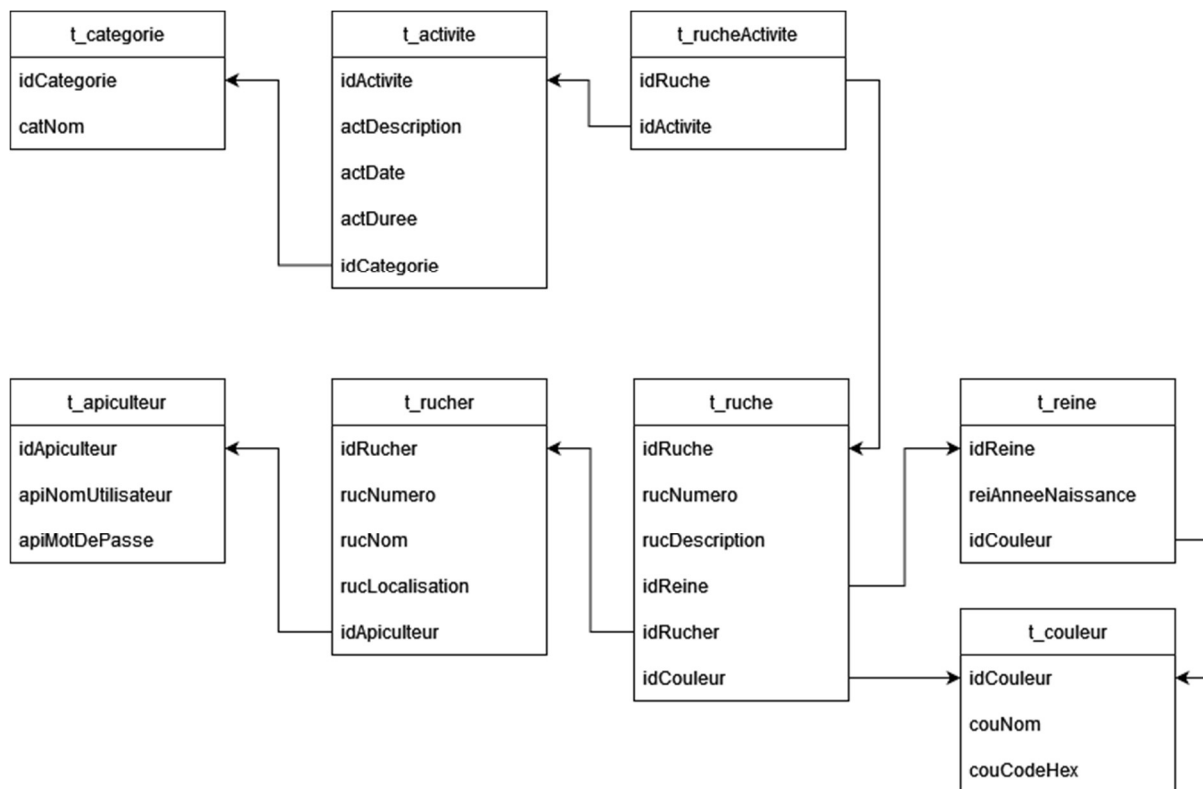 t_categorie
idCategorie
catNom
t_activite
idActivite
actDescription
actDate
actDuree
idCategorie
t_rucheActivite
idRuche
idActivite
t_apiculteur
idApiculteur
apiNomUtilisateur
apiMotDePasse
t_rucher
idRucher
rucNumero
rucNom
rucLocalisation
idApiculteur
t_ruche
idRuche
rucNumero
rucDescription
idReine
idRucher
idCouleur
t_reine
idReine
reiAnneeNaissance
idCouleur
t_couleur
idCouleur
couNom
couCodeHex